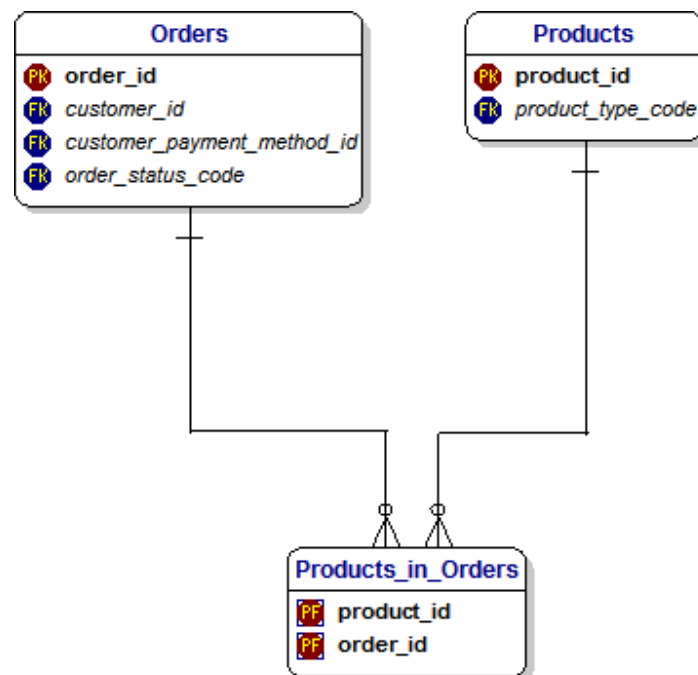 Orders
PK order_id
FK customer_id
FK customer_payment_method_id
FK order_status_code
Products
PK product_id
FK product_type_code
Products_in_Orders
PF product_id
PF order_id